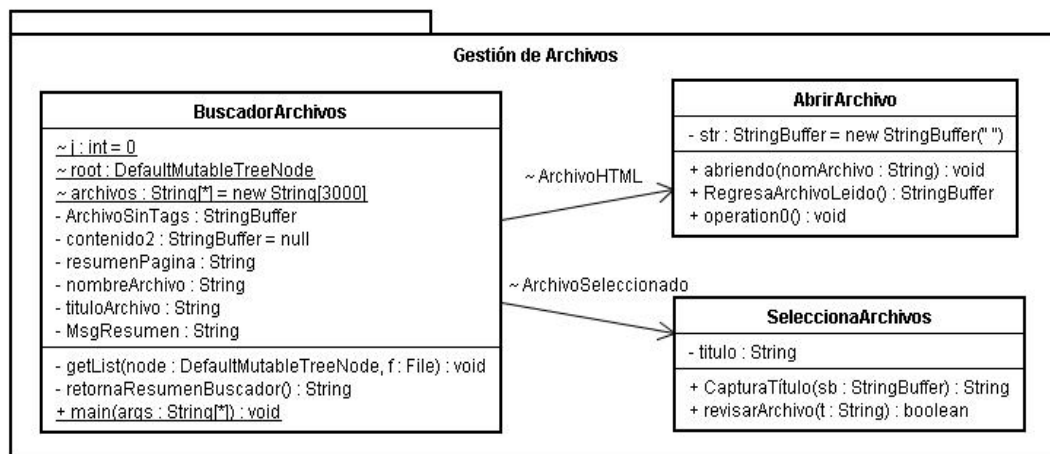 Gestión de Archivos
BuscadorArchivos
~ j : int = 0
~ root : DefaultMutableTreeNode
~ archivos : String[*] = new String[3000]
- ArchivoSinTags : StringBuffer
- contenido2 : StringBuffer = null
- resumenPagina : String
- nombreArchivo : String
- tituloArchivo : String
- MsgResumen : String
- getList(node : DefaultMutableTreeNode, f : File) : void
- retornaResumenBuscador() : String
+ main(args : String[*]) : void
~ ArchivoHTML
~ ArchivoSeleccionado
AbrirArchivo
- str : StringBuffer = new StringBuffer(" ")
+ abriendo(nomArchivo : String) : void
+ RegresaArchivoLeido() : StringBuffer
+ operation0() : void
SeleccionaArchivos
- titulo : String
+ CapturaTítulo(sb : StringBuffer) : String
+ revisarArchivo(t : String) : boolean